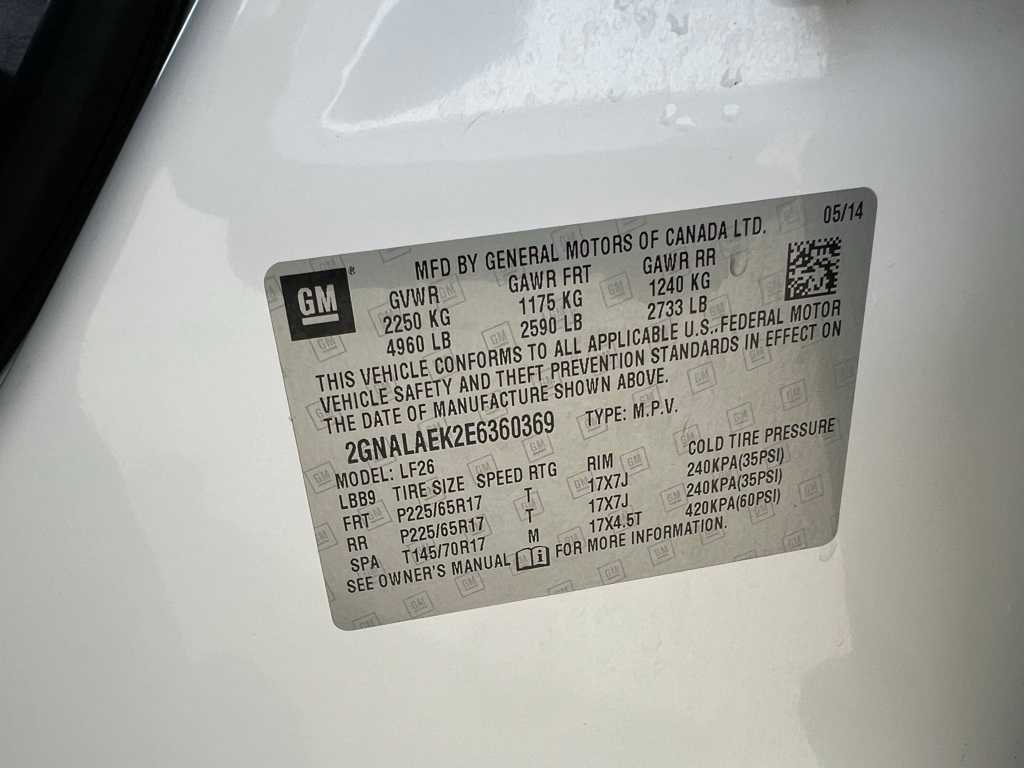 05/14
MFD BY GENERAL MOTORS OF CANADA LTD.
GM ®
GVWR GAWR FRT GAWR RR
2250 KG 1175 KG 1240 KG
4960 LB 2590 LB 2733 LB
THIS VEHICLE CONFORMS TO ALL APPLICABLE U.S. FEDERAL MOTOR
VEHICLE SAFETY AND THEFT PREVENTION STANDARDS IN EFFECT ON
THE DATE OF MANUFACTURE SHOWN ABOVE.
2GNALAEK2E6360369 TYPE: M.P.V.
MODEL: LF26
LBB9 TIRE SIZE SPEED RTG RIM COLD TIRE PRESSURE
FRT P225/65R17 T 17X7J 240KPA(35PSI)
RR P225/65R17 T 17X7J 240KPA(35PSI)
SPA T145/70R17 M 17X4.5T 420KPA(60PSI)
SEE OWNER'S MANUAL FOR MORE INFORMATION.